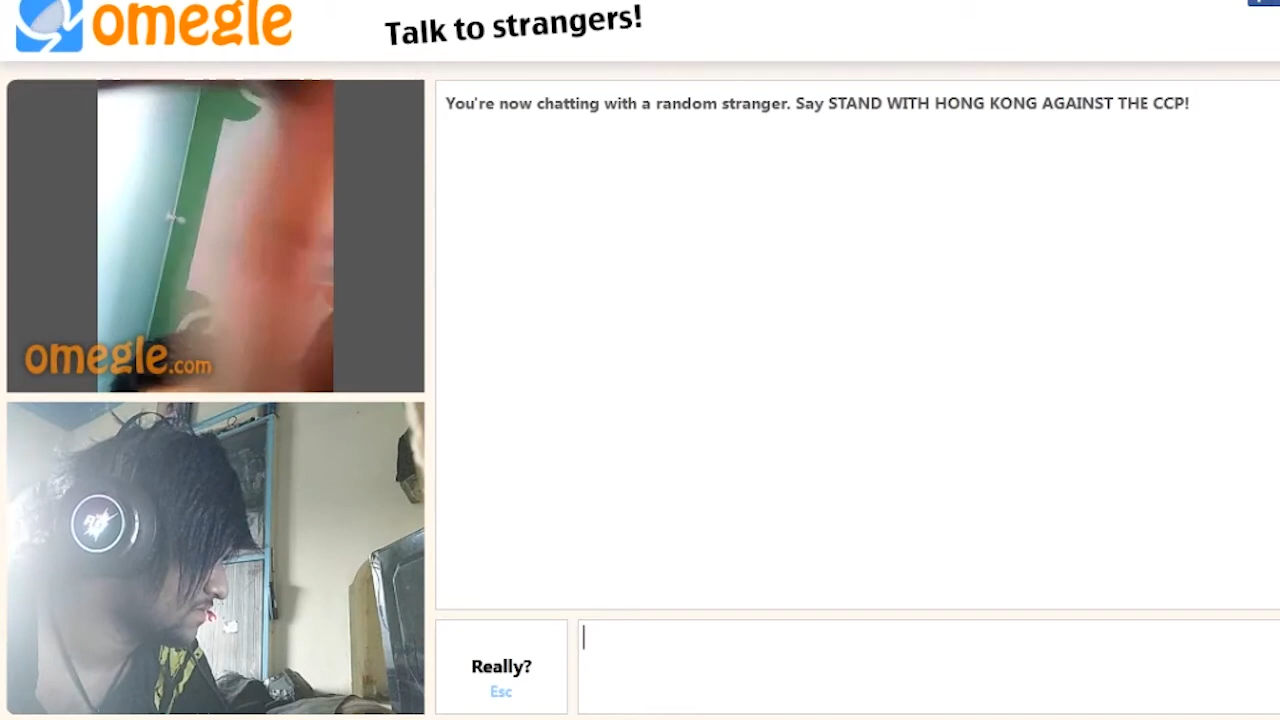 omegle
Talk to strangers!
You're now chatting with a random stranger. Say STAND WITH HONG KONG AGAINST THE CCP!
omegle.com
Really?
Esc